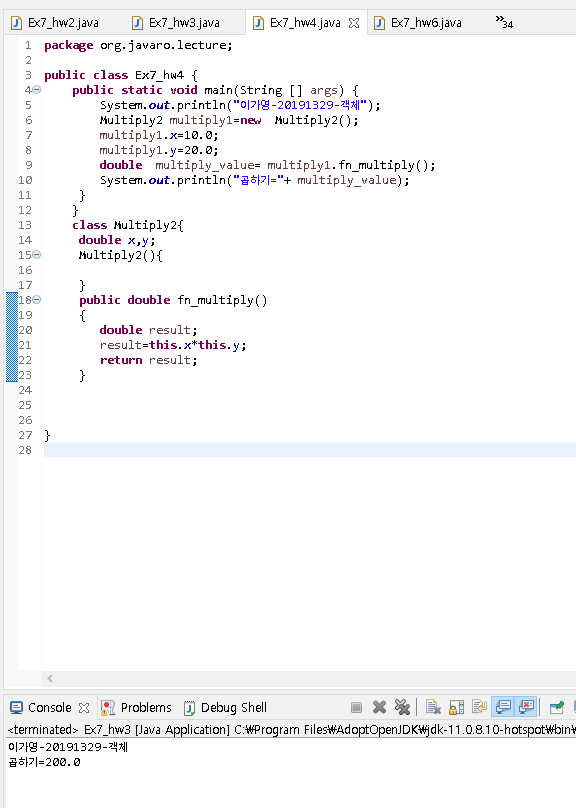 Ex7_hw2.java Ex7_hw3.java Ex7_hw4.java Ex7_hw6.java »34
1 package org.javaro.lecture;
2
3 public class Ex7_hw4 {
4 public static void main(String [] args) {
5 System.out.println("이가영-20191329-객체");
6 Multiply2 multiply1=new  Multiply2();
7 multiply1.x=10.0;
8 multiply1.y=20.0;
9 double  multiply_value= multiply1.fn_multiply();
10 System.out.println("곱하기="+ multiply_value);
11 }
12 }
13 class Multiply2{
14 double x,y;
15 Multiply2(){
16
17 }
18 public double fn_multiply()
19 {
20 double result;
21 result=this.x*this.y;
22 return result;
23 }
24
25
26
27 }
28
Console Problems Debug Shell
<terminated> Ex7_hw3 [Java Application] C:₩Program Files₩AdoptOpenJDK₩jdk-11.0.8.10-hotspot₩bin₩
이가영-20191329-객체
곱하기=200.0